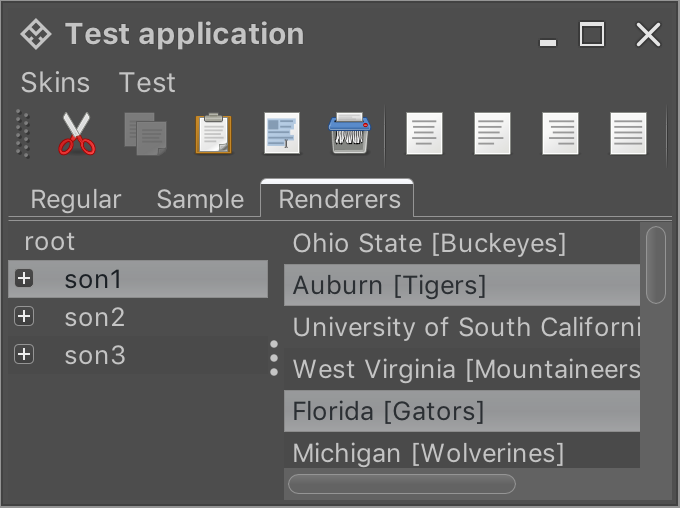 Test application
Skins Test
Regular Sample Renderers
root
son1
son2
son3
Ohio State [Buckeyes]
Auburn [Tigers]
University of South Californi
West Virginia [Mountaineers
Florida [Gators]
Michigan [Wolverines]